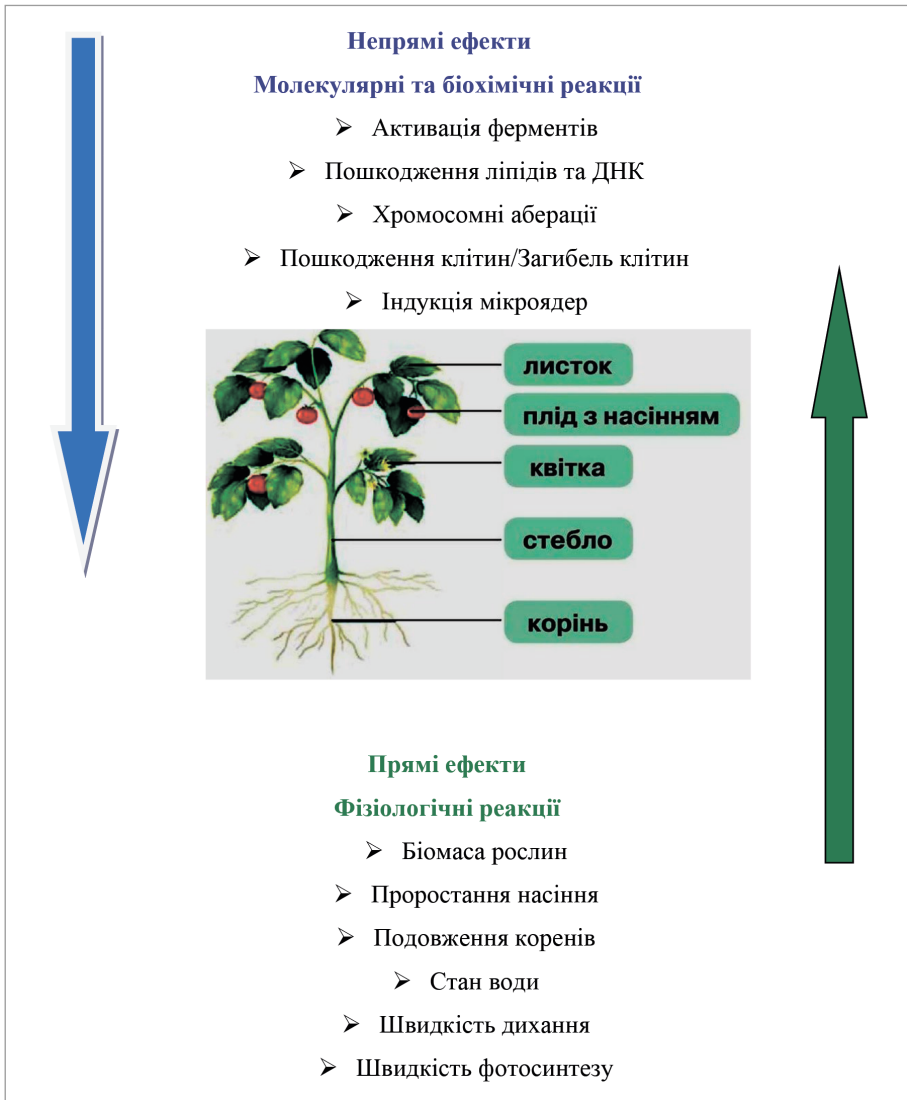 Непрямі ефекти
Молекулярні та біохімічні реакції
➢ Активація ферментів
➢ Пошкодження ліпідів та ДНК
➢ Хромосомні аберації
➢ Пошкодження клітин/Загибель клітин
➢ Індукція мікроядер
листок
плід з насінням
квітка
стебло
корінь
Прямі ефекти
Фізіологічні реакції
➢ Біомаса рослин
➢ Проростання насіння
➢ Подовження коренів
➢ Стан води
➢ Швидкість дихання
➢ Швидкість фотосинтезу